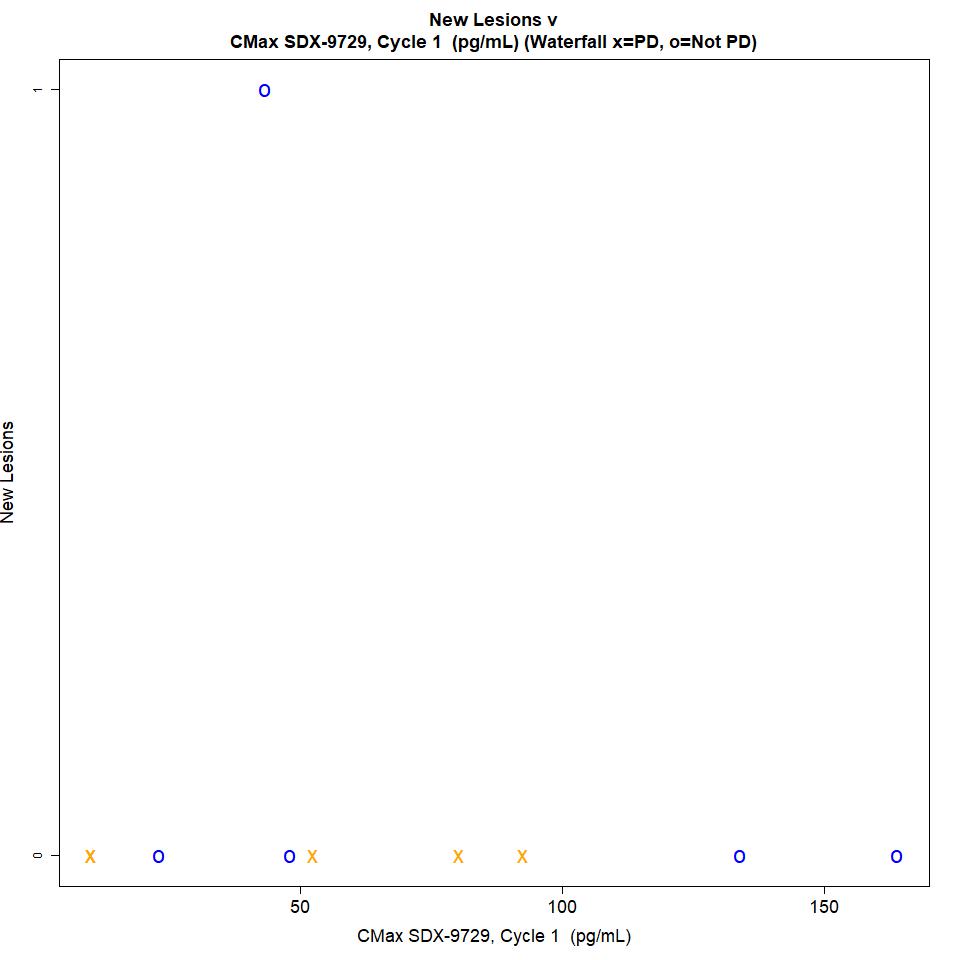 New Lesions v
CMax SDX-9729, Cycle 1  (pg/mL) (Waterfall x=PD, o=Not PD)
1
O
New Lesions
0
X O O X X X O O
50 100 150
CMax SDX-9729, Cycle 1  (pg/mL)